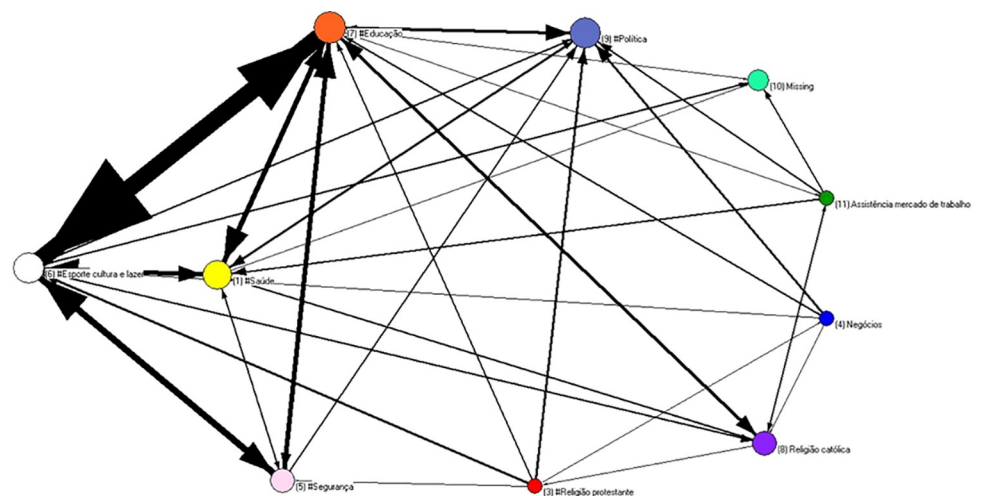 (7) #Educação
(9) #Política
(10) Missing
(11) Assistência mercado de trabalho
(6) #Esporte cultura e lazer
(1) #Saúde
(4) Negócios
(8) Religião católica
(5) #Segurança
(3) #Religião protestante